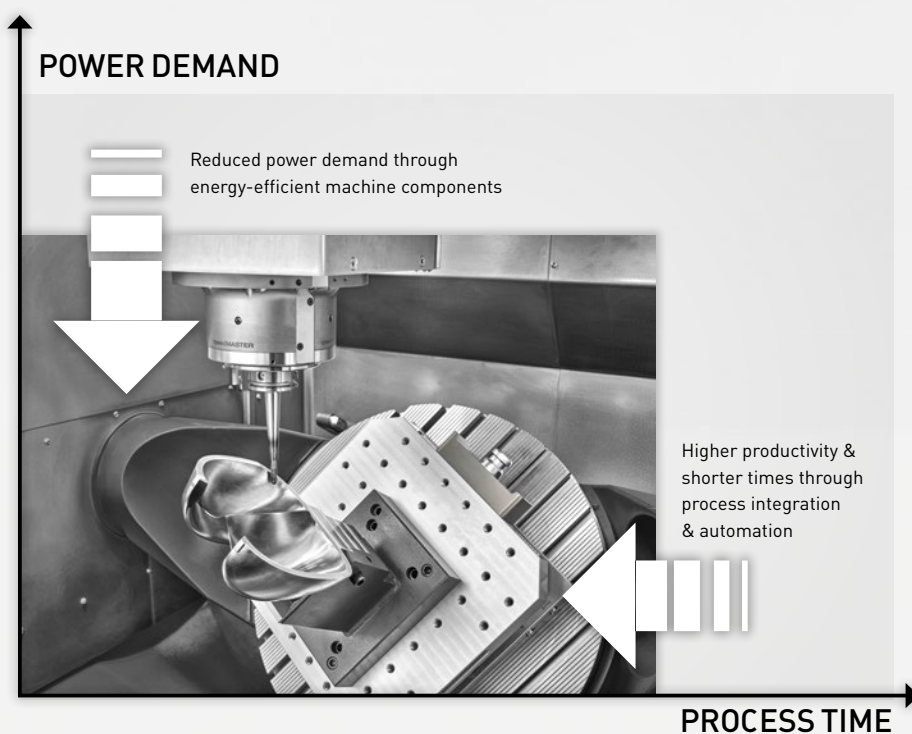 POWER DEMAND
Reduced power demand through
energy-efficient machine components
Higher productivity &
shorter times through
process integration
& automation
PROCESS TIME